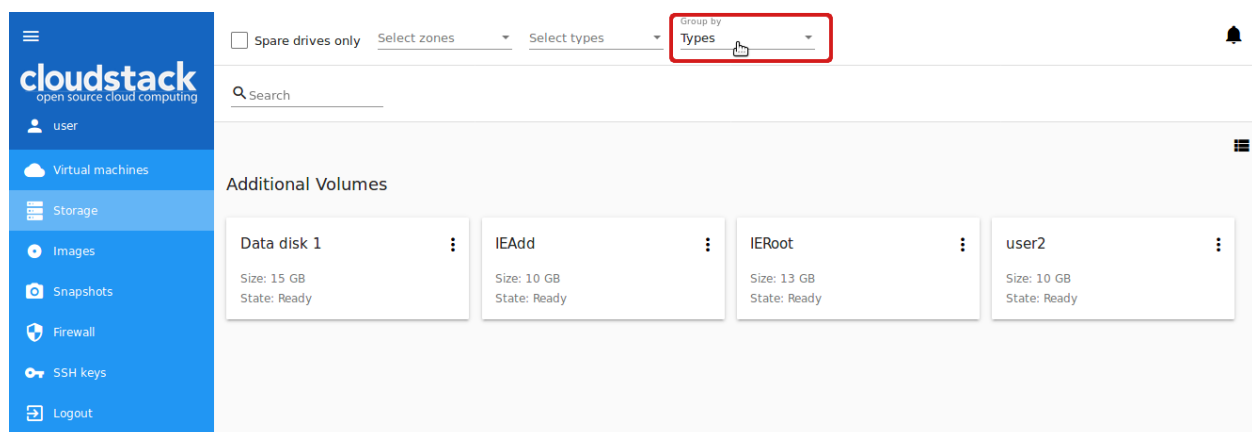 Spare drives only
Select zones
Select types
Group by
Types
cloudstack
open source cloud computing
user
Search
Virtual machines
Storage
Images
Snapshots
Firewall
SSH keys
Logout
Additional Volumes
Data disk 1
Size: 15 GB
State: Ready
IEAdd
Size: 10 GB
State: Ready
IERoot
Size: 13 GB
State: Ready
user2
Size: 10 GB
State: Ready